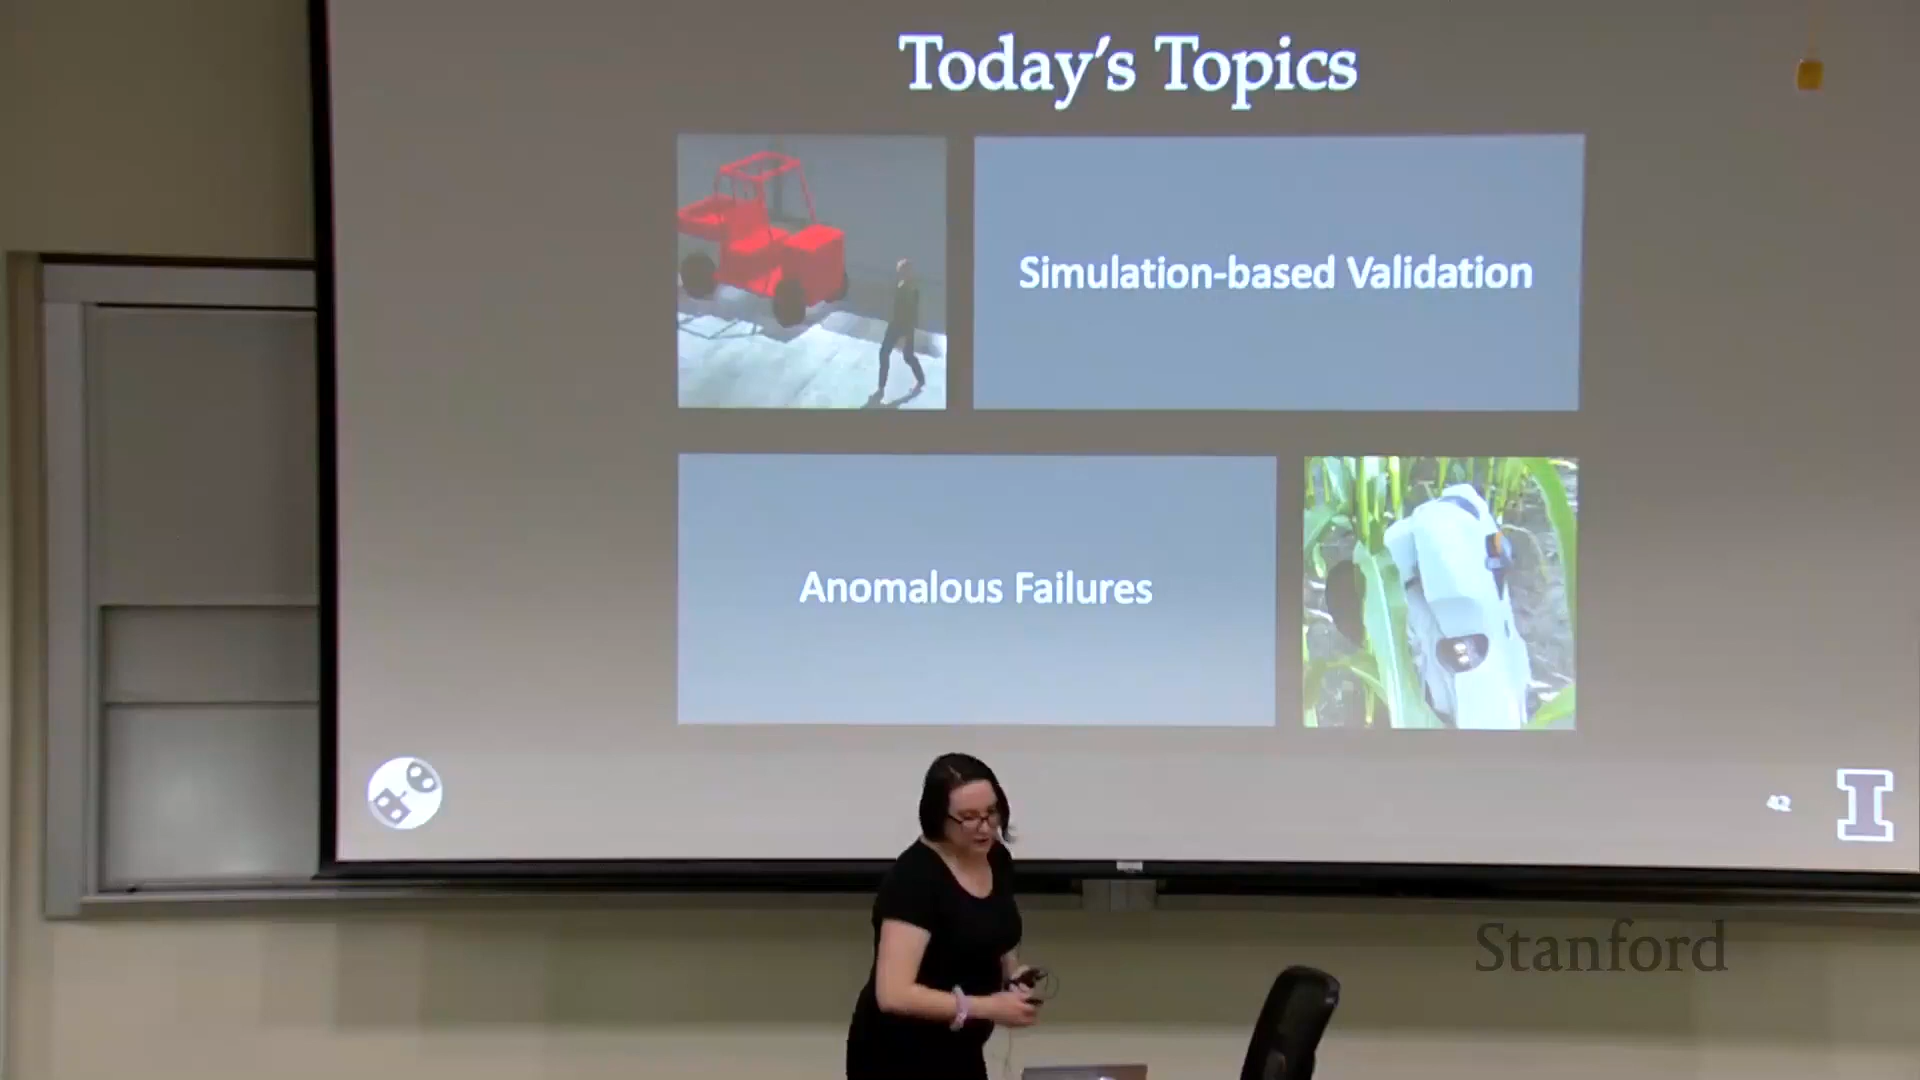 Today's Topics
Simulation-based Validation
Anomalous Failures
42
I
Stanford